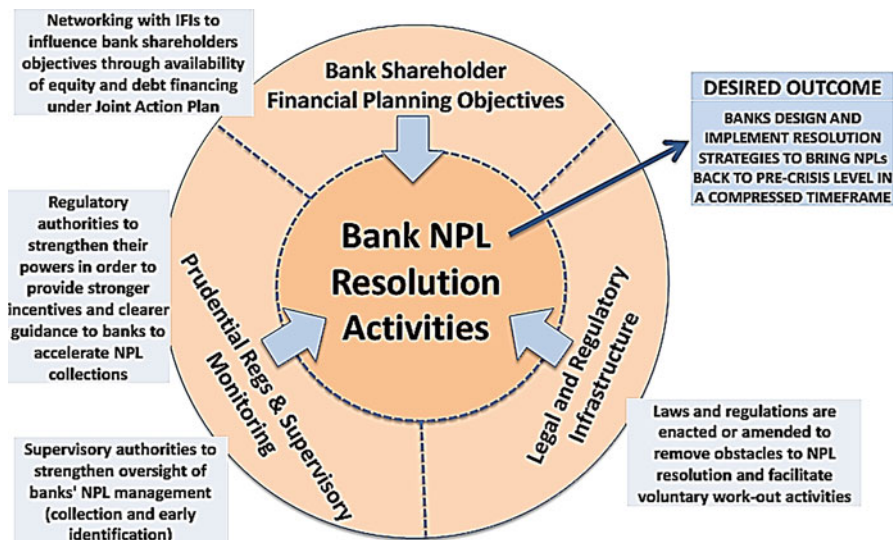 Networking with IFIs to
influence bank shareholders
objectives through availability
of equity and debt financing
under Joint Action Plan
Bank Shareholder
Financial Planning Objectives
DESIRED OUTCOME
BANKS DESIGN AND
IMPLEMENT RESOLUTION
STRATEGIES TO BRING NPLs
BACK TO PRE-CRISIS LEVEL IN
A COMPRESSED TIMEFRAME
Regulatory
authorities to
strengthen their
powers in order to
provide stronger
incentives and clearer
guidance to banks to
accelerate NPL
collections
Bank NPL
Resolution
Activities
Prudential Regs & Supervisory
Monitoring
Legal and Regulatory
Infrastructure
Supervisory authorities to
strengthen oversight of
banks' NPL management
(collection and early
identification)
Laws and regulations are
enacted or amended to
remove obstacles to NPL
resolution and facilitate
voluntary work-out activities